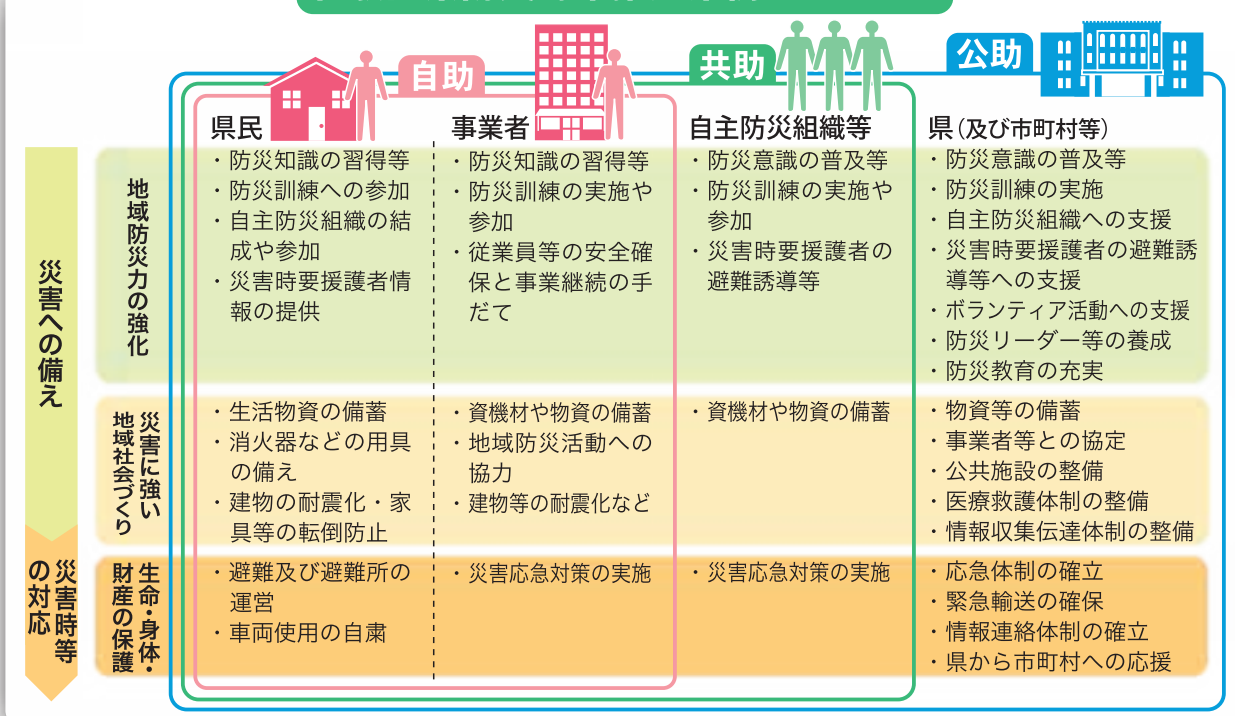 自助
共助
公助
県民
事業者
自主防災組織等
県(及び市町村等)
災害への備え
地域防災力の強化
・防災知識の習得等
・防災訓練への参加
・自主防災組織の結
成や参加
・災害時要援護者情
報の提供
・防災知識の習得等
・防災訓練の実施や
参加
・従業員等の安全確
保と事業継続の手
だて
・防災意識の普及等
・防災訓練の実施や
参加
・災害時要援護者の
避難誘導等
・防災意識の普及等
・防災訓練の実施
・自主防災組織への支援
・災害時要援護者の避難誘
導等への支援
・ボランティア活動への支援
・防災リーダー等の養成
・防災教育の充実
災害に強い
地域社会づくり
・生活物資の備蓄
・消火器などの用具
の備え
・建物の耐震化・家
具等の転倒防止
・資機材や物資の備蓄
・地域防災活動への
協力
・建物等の耐震化など
・資機材や物資の備蓄
・物資等の備蓄
・事業者等との協定
・公共施設の整備
・医療救護体制の整備
・情報収集伝達体制の整備
災害時等
の対応
生命・身体・
財産の保護
・避難及び避難所の
運営
・車両使用の自粛
・災害応急対策の実施
・災害応急対策の実施
・応急体制の確立
・緊急輸送の確保
・情報連絡体制の確立
・県から市町村への応援